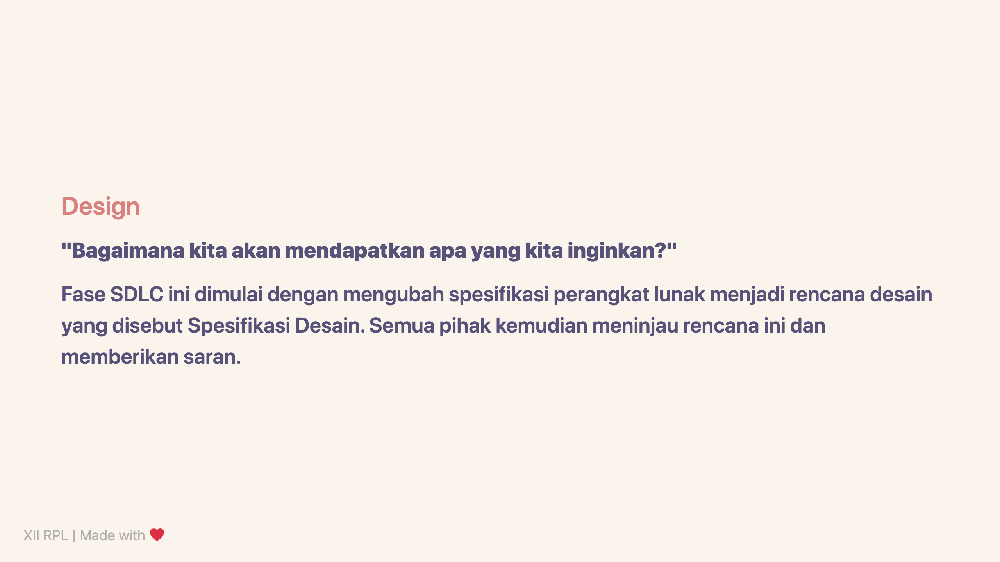 Design
"Bagaimana kita akan mendapatkan apa yang kita inginkan?"
Fase SDLC ini dimulai dengan mengubah spesifikasi perangkat lunak menjadi rencana desain
yang disebut Spesifikasi Desain. Semua pihak kemudian meninjau rencana ini dan
memberikan saran.
XII RPL | Made with ❤️